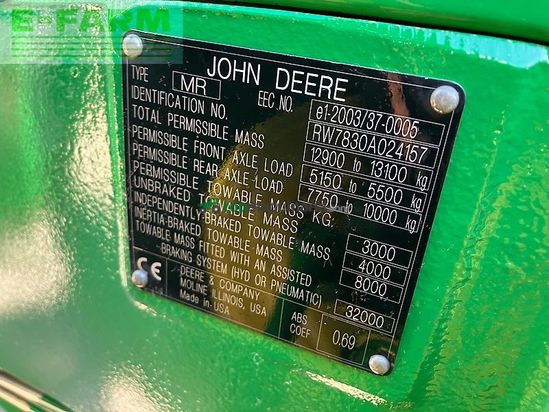 E-FARM
JOHN DEERE
TYPE MR EEC NO. e1-2003/37-0005
IDENTIFICATION NO. RW7830A024157
TOTAL PERMISSIBLE MASS 12900 - 13100 kg
PERMISSIBLE FRONT AXLE LOAD 5150 - 5500 kg
PERMISSIBLE REAR AXLE LOAD 7750 - 10000 kg
PERMISSIBLE TOWABLE MASS KG:
UNBRAKED TOWABLE MASS 3000
INDEPENDENTLY-BRAKED TOWABLE MASS 4000
INERTIA-BRAKED TOWABLE MASS 8000
TOWABLE MASS FITTED WITH AN ASSISTED
BRAKING SYSTEM (HYD OR PNEUMATIC) 32000
CE
DEERE & COMPANY
MOLINE ILLINOIS, USA
Made in USA
ABS
COEF 0.69